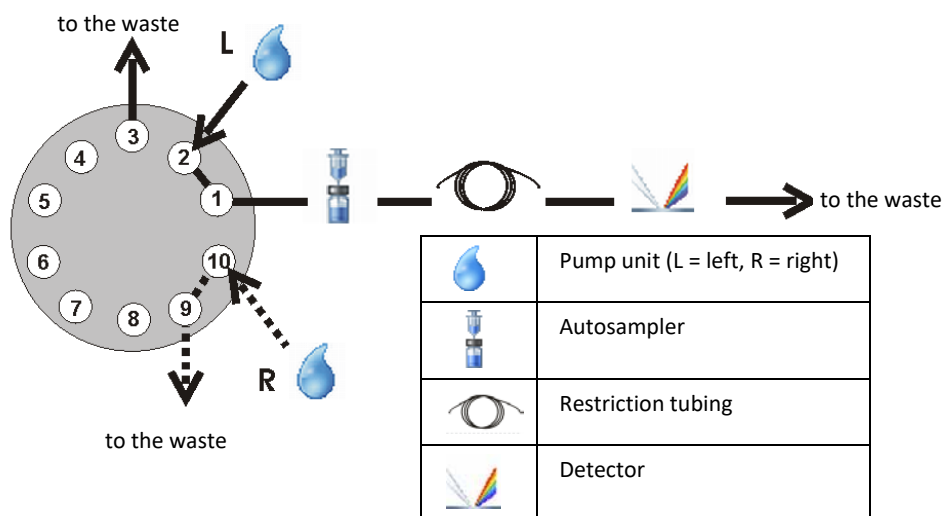 to the waste
L
3
4
2
5
1
to the waste
6
10
7
8
9
R
to the waste
Pump unit (L = left, R = right)
Autosampler
Restriction tubing
Detector